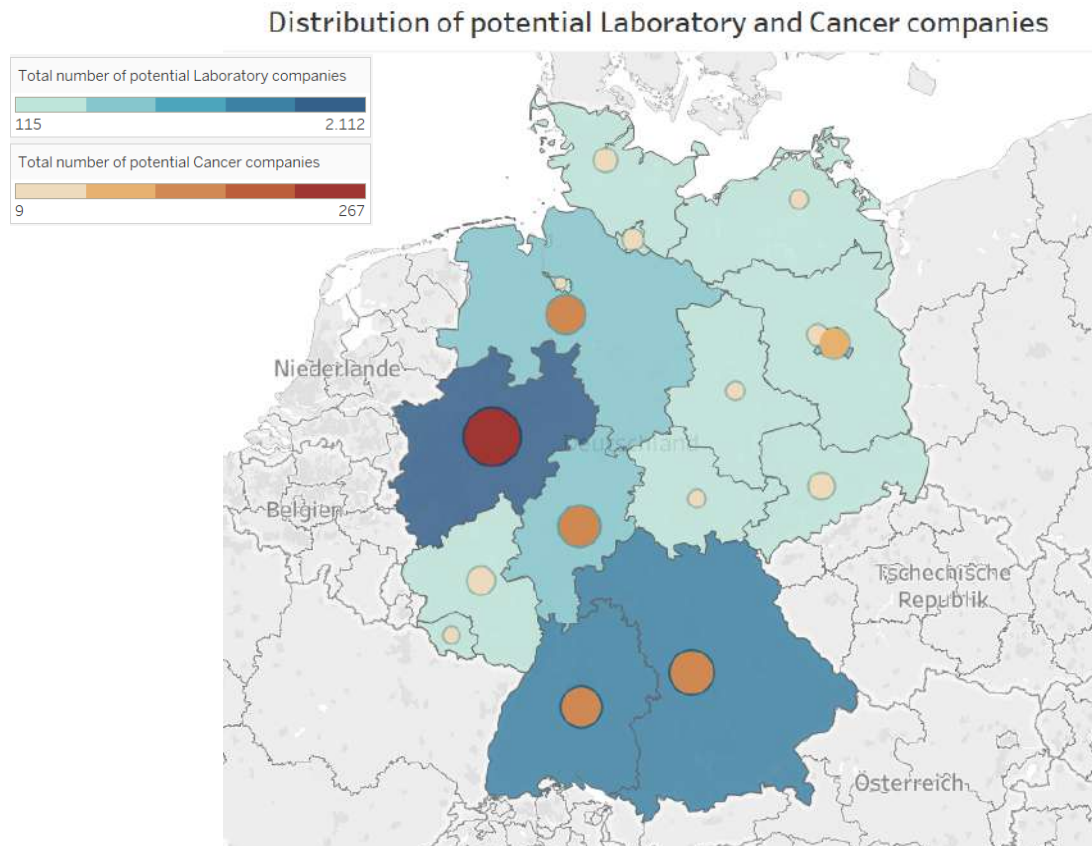 Distribution of potential Laboratory and Cancer companies
Total number of potential Laboratory companies
115 2.112
Total number of potential Cancer companies
9 267
Niederlande
Deutschland
Belgien
Tschechische
Republik
Österreich